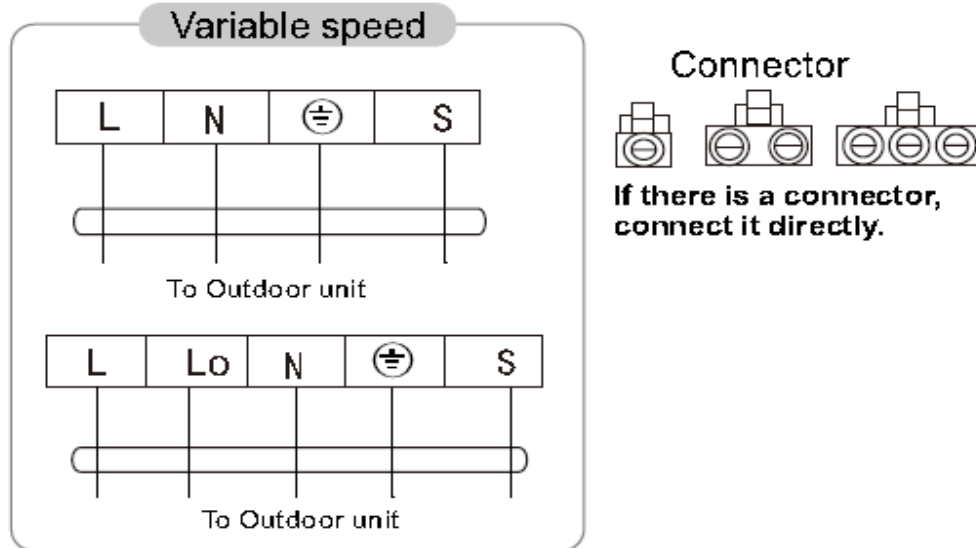 Variable speed
L N ⏚ S
To Outdoor unit
L Lo N ⏚ S
To Outdoor unit
Connector
If there is a connector,
connect it directly.